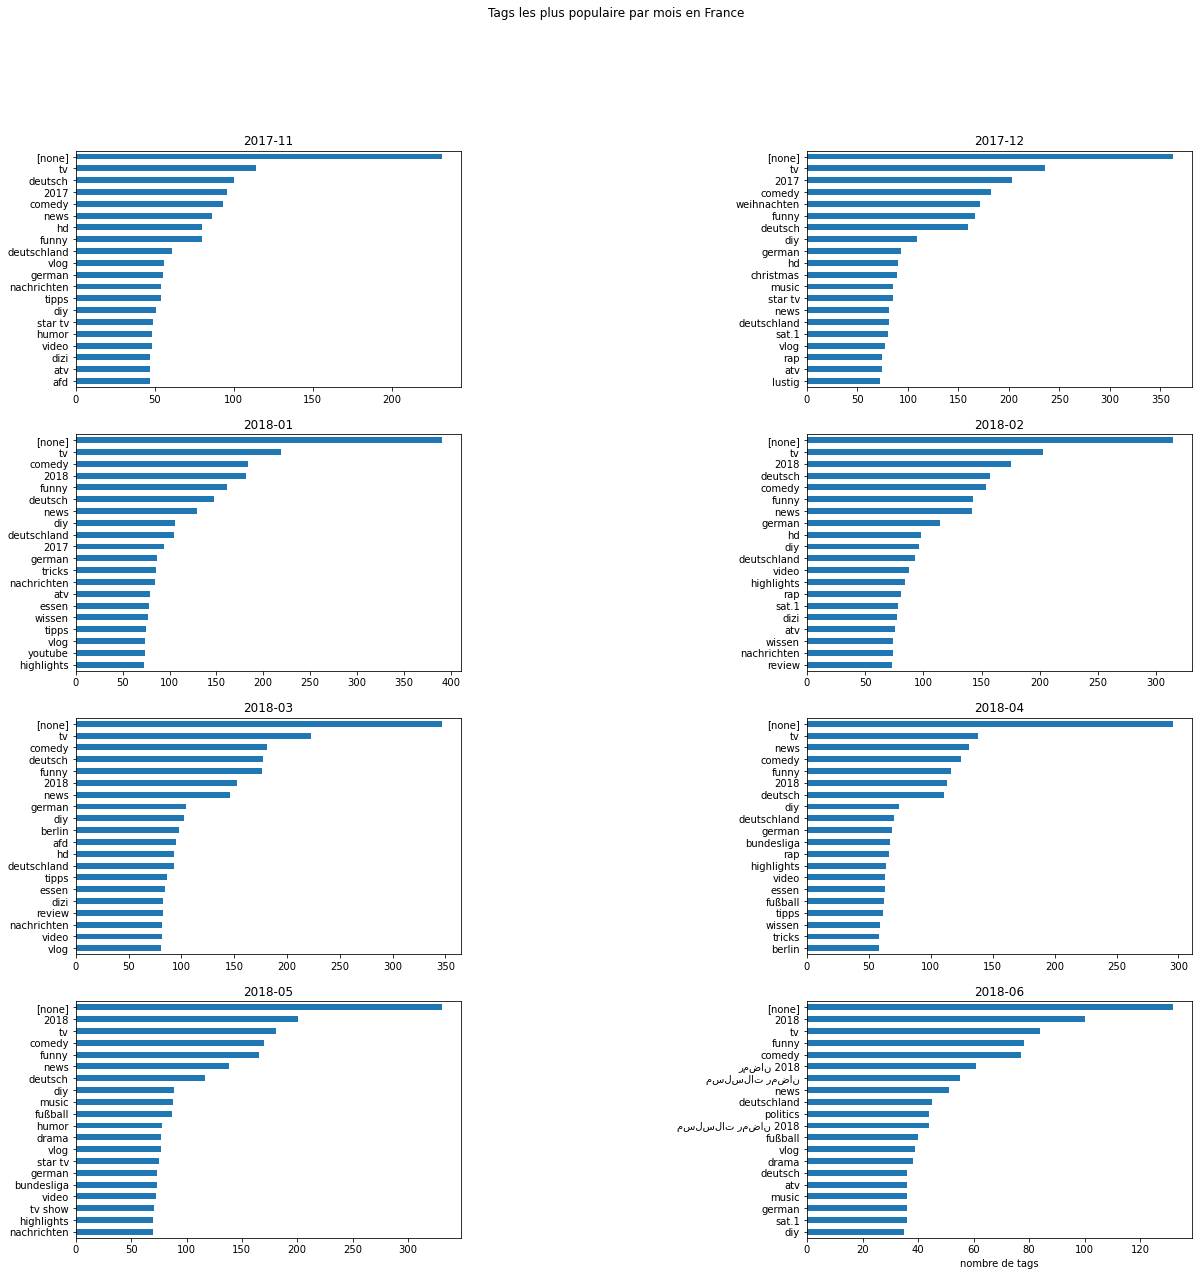 Tags les plus populaire par mois en France
2017-11
[none]
tv
deutsch
2017
comedy
news
hd
funny
deutschland
vlog
german
nachrichten
tipps
diy
star tv
humor
video
dizi
atv
afd
0 50 100 150 200
2017-12
[none]
tv
2017
comedy
weihnachten
funny
deutsch
diy
german
hd
christmas
music
star tv
news
deutschland
sat.1
vlog
rap
atv
lustig
0 50 100 150 200 250 300 350
2018-01
[none]
tv
comedy
2018
funny
deutsch
news
diy
deutschland
2017
german
tricks
nachrichten
atv
essen
wissen
tipps
vlog
youtube
highlights
0 50 100 150 200 250 300 350 400
2018-02
[none]
tv
2018
deutsch
comedy
funny
news
german
hd
diy
deutschland
video
highlights
rap
sat.1
dizi
atv
wissen
nachrichten
review
0 50 100 150 200 250 300
2018-03
[none]
tv
comedy
deutsch
funny
2018
news
german
diy
berlin
afd
hd
deutschland
tipps
essen
dizi
review
nachrichten
video
vlog
0 50 100 150 200 250 300 350
2018-04
[none]
tv
news
comedy
funny
2018
deutsch
diy
deutschland
german
bundesliga
rap
highlights
video
essen
fußball
tipps
wissen
tricks
berlin
0 50 100 150 200 250 300
2018-05
[none]
2018
tv
comedy
funny
news
deutsch
diy
music
fußball
humor
drama
vlog
star tv
german
bundesliga
video
tv show
highlights
nachrichten
0 50 100 150 200 250 300
2018-06
[none]
2018
tv
funny
comedy
رمضان 2018
مسلسلات رمضان
news
deutschland
politics
مسلسلات رمضان 2018
fußball
vlog
drama
deutsch
atv
music
german
sat.1
diy
0 20 40 60 80 100 120
nombre de tags